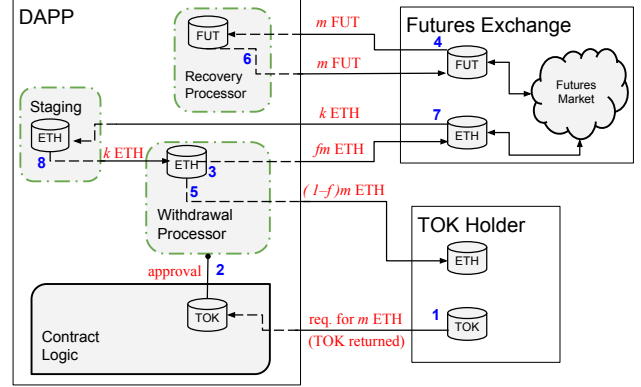 DAPP
FUT
6
Recovery
Processor
m FUT
m FUT
Futures Exchange
4
FUT
Futures
Market
7
ETH
Staging
ETH
8
k ETH
k ETH
ETH
3
fm ETH
5
(1–f)m ETH
Withdrawal
Processor
approval
2
TOK Holder
ETH
1
TOK
req. for m ETH
(TOK returned)
TOK
Contract
Logic